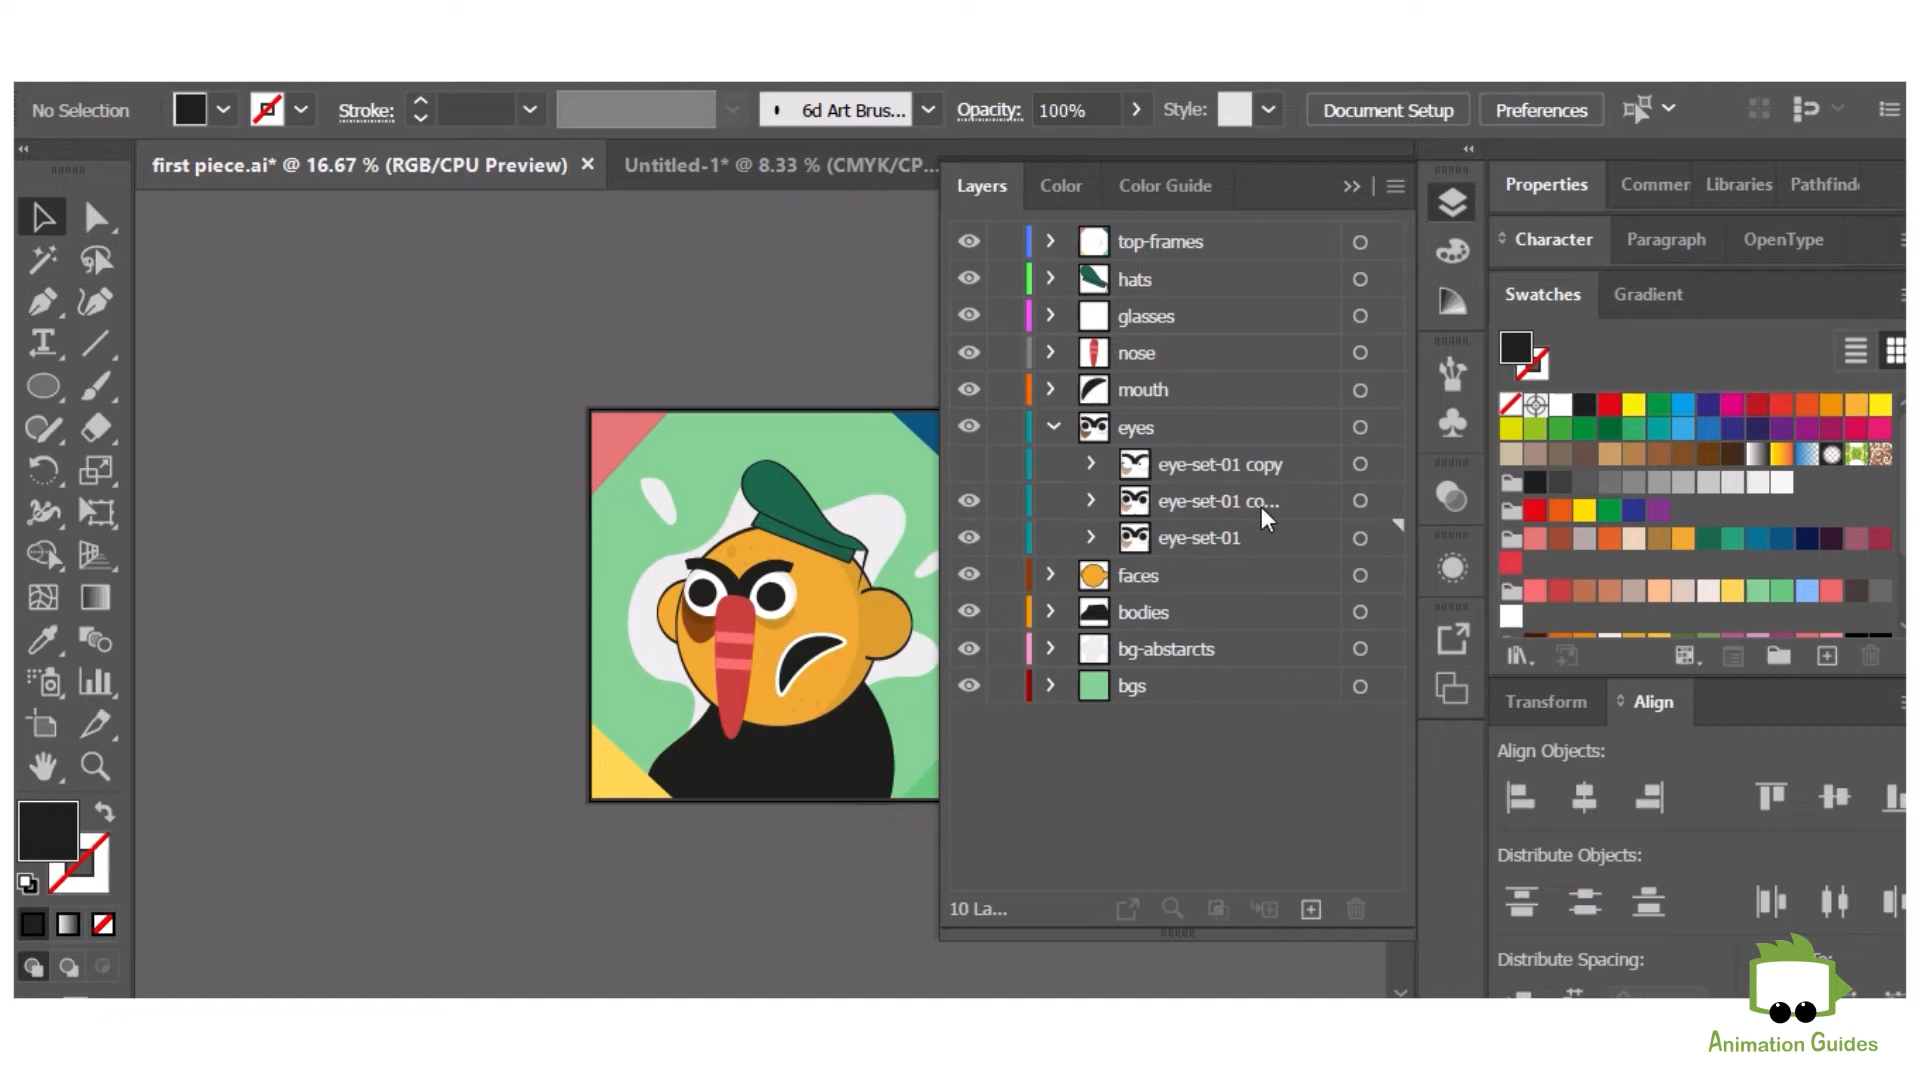 No Selection
Stroke:
6d Art Brus...
Opacity:
100%
Style:
Document Setup
Preferences
first piece.ai* @ 16.67 % (RGB/CPU Preview)
Untitled-1* @ 8.33 % (CMYK/CP...
Layers
Color
Color Guide
top-frames
hats
glasses
nose
mouth
eyes
eye-set-01 copy
eye-set-01 co...
eye-set-01
faces
bodies
bg-abstarcts
bgs
10 La...
Properties
Commer
Libraries
Pathfind
Character
Paragraph
OpenType
Swatches
Gradient
Transform
Align
Align Objects:
Distribute Objects:
Distribute Spacing:
To:
Animation Guides